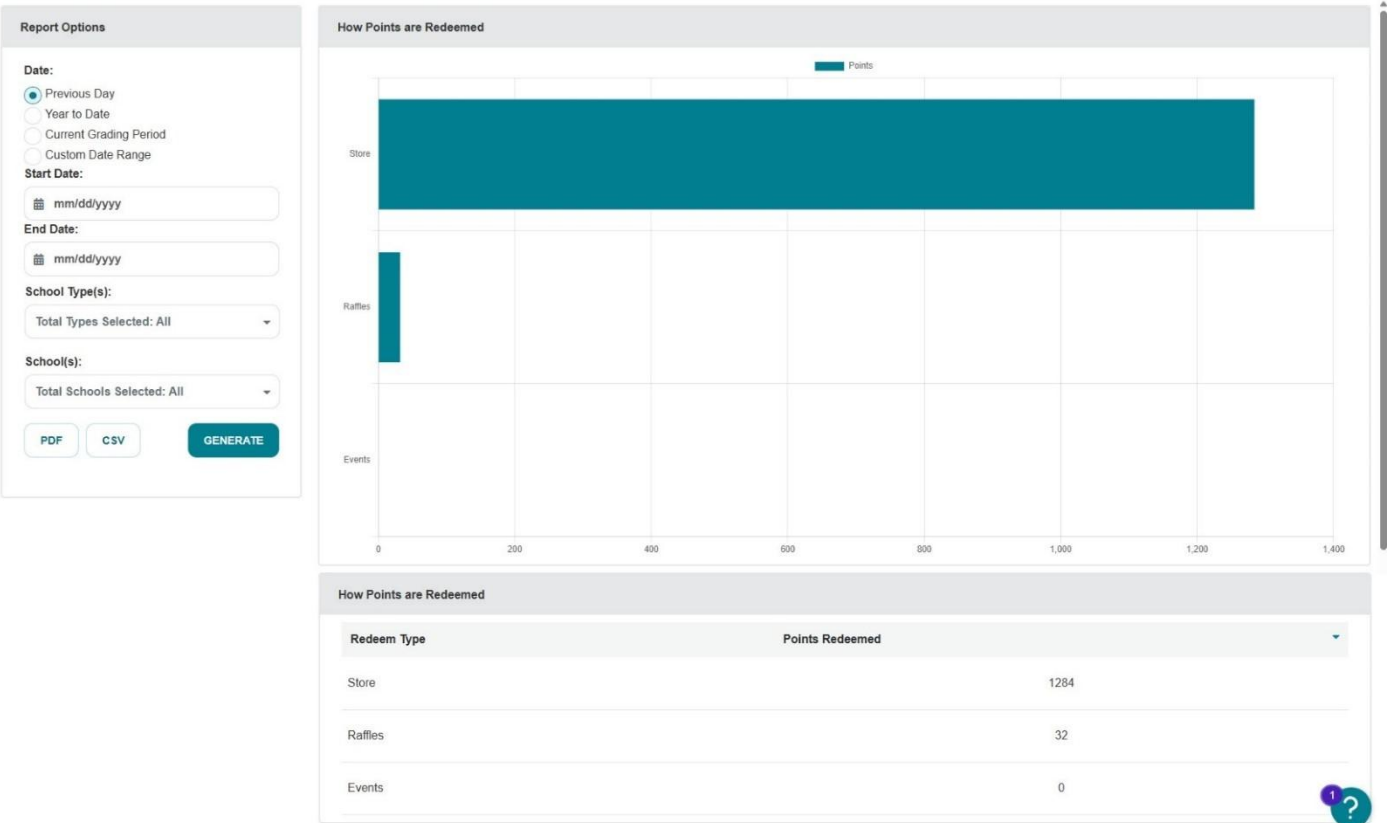 Report Options
Date:
Previous Day
Year to Date
Current Grading Period
Custom Date Range
Start Date:
mm/dd/yyyy
End Date:
mm/dd/yyyy
School Type(s):
Total Types Selected: All
School(s):
Total Schools Selected: All
PDF CSV GENERATE
How Points are Redeemed
Points
Store
Raffles
Events
0 200 400 600 800 1,000 1,200 1,400
How Points are Redeemed
Redeem Type Points Redeemed
Store 1284
Raffles 32
Events 0
1
?